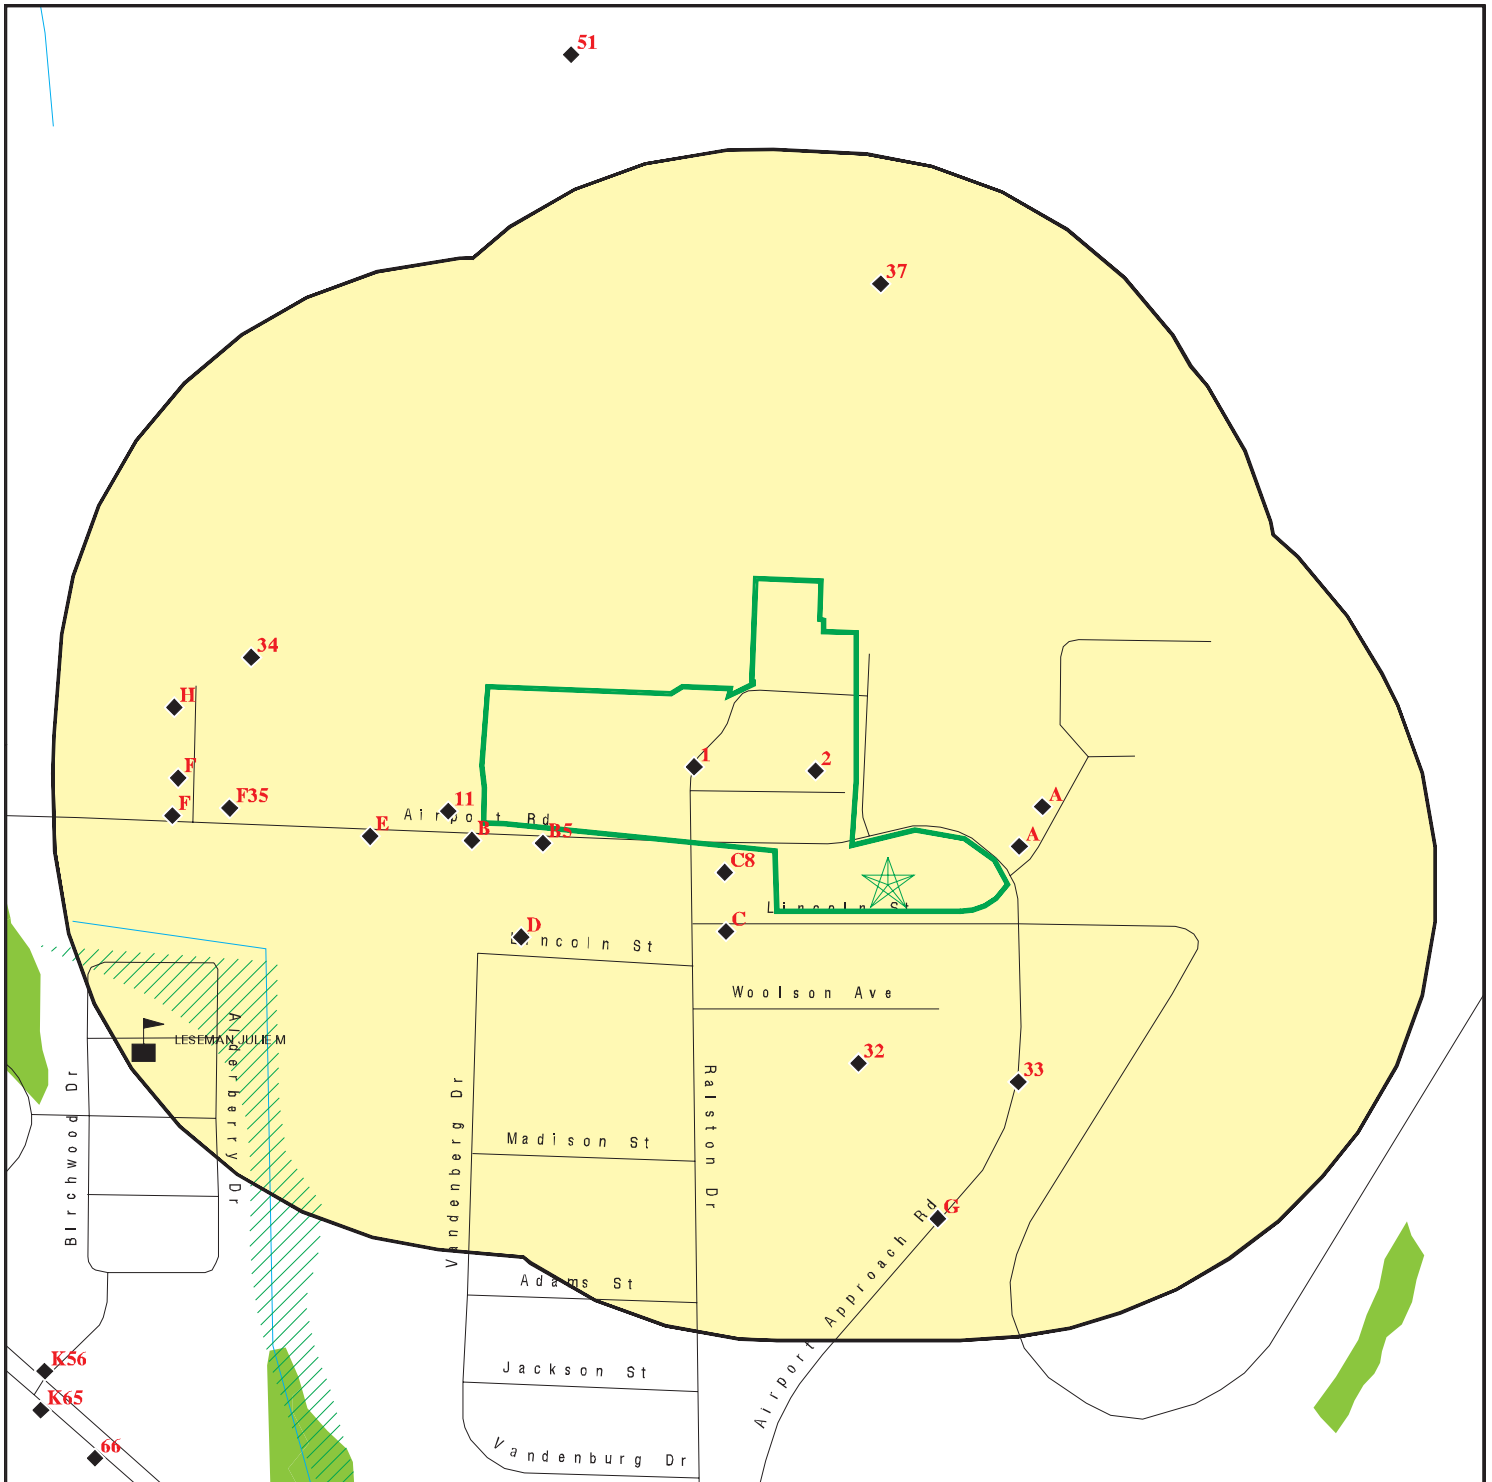 51
37
34
H
1
2
F
F
F35
11
Airport Rd
A
A
E
B
B5
C8
Lincoln St
C
D
Lincoln St
Woolson Ave
LESEMAN JULIE M
Alderberry Dr
Birchwood Dr
32
33
Ralston Dr
Vandenberg Dr
Madison St
G
Airport Approach Rd
Adams St
Jackson St
K56
K65
66
Vandenburg Dr